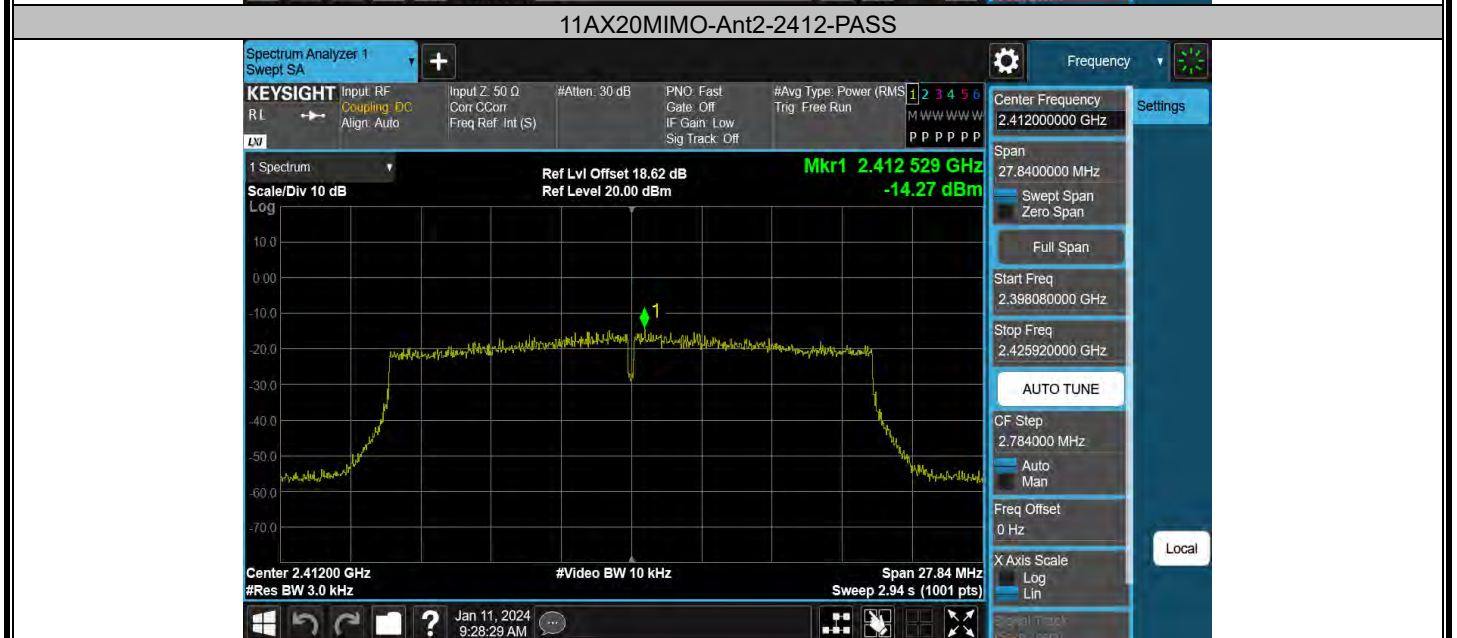 11AX20MIMO-Ant2-2412-PASS
Spectrum Analyzer 1
Swept SA
+
Frequency
KEYSIGHT
Input: RF
Input Z: 50 Ω
#Atten: 30 dB
PNO: Fast
#Avg Type: Power (RMS
1 2 3 4 5 6
RL
Coupling: DC
Corr CCorr
Gate: Off
Trig: Free Run
M W W W W W
Align: Auto
Freq Ref: Int (S)
IF Gain: Low
Sig Track: Off
P P P P P P
LXI
1 Spectrum
Ref Lvl Offset 18.62 dB
Mkr1 2.412 529 GHz
Scale/Div 10 dB
Ref Level 20.00 dBm
-14.27 dBm
Log
10.0
0.00
-10.0
-20.0
-30.0
-40.0
-50.0
-60.0
-70.0
1
Center 2.41200 GHz
#Video BW 10 kHz
Span 27.84 MHz
#Res BW 3.0 kHz
Sweep 2.94 s (1001 pts)
Center Frequency
2.412000000 GHz
Settings
Span
27.8400000 MHz
Swept Span
Zero Span
Full Span
Start Freq
2.398080000 GHz
Stop Freq
2.425920000 GHz
AUTO TUNE
CF Step
2.784000 MHz
Auto
Man
Freq Offset
0 Hz
X Axis Scale
Log
Lin
Signal Track
Local
?
Jan 11, 2024
9:28:29 AM